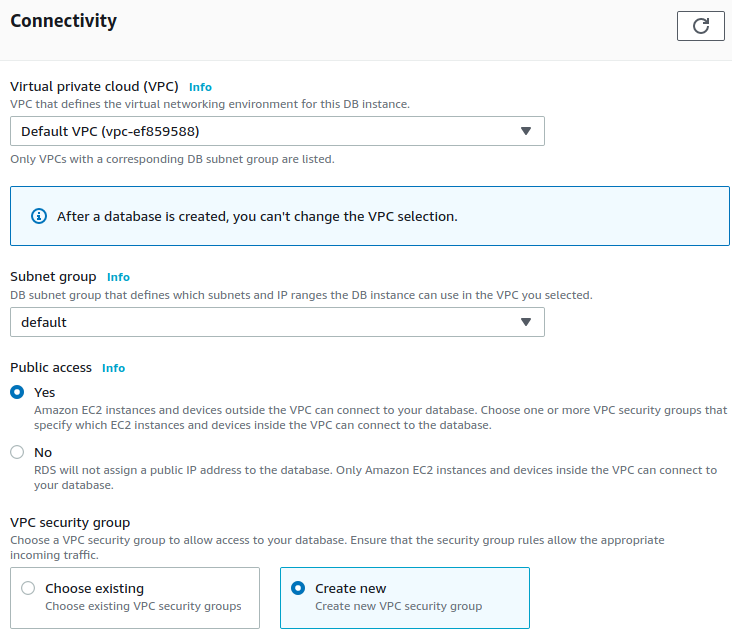 Connectivity
Virtual private cloud (VPC) Info
VPC that defines the virtual networking environment for this DB instance.
Default VPC (vpc-ef859588)
Only VPCs with a corresponding DB subnet group are listed.
After a database is created, you can't change the VPC selection.
Subnet group Info
DB subnet group that defines which subnets and IP ranges the DB instance can use in the VPC you selected.
default
Public access Info
Yes
Amazon EC2 instances and devices outside the VPC can connect to your database. Choose one or more VPC security groups that
specify which EC2 instances and devices inside the VPC can connect to the database.
No
RDS will not assign a public IP address to the database. Only Amazon EC2 instances and devices inside the VPC can connect to
your database.
VPC security group
Choose a VPC security group to allow access to your database. Ensure that the security group rules allow the appropriate
incoming traffic.
Choose existing
Choose existing VPC security groups
Create new
Create new VPC security group